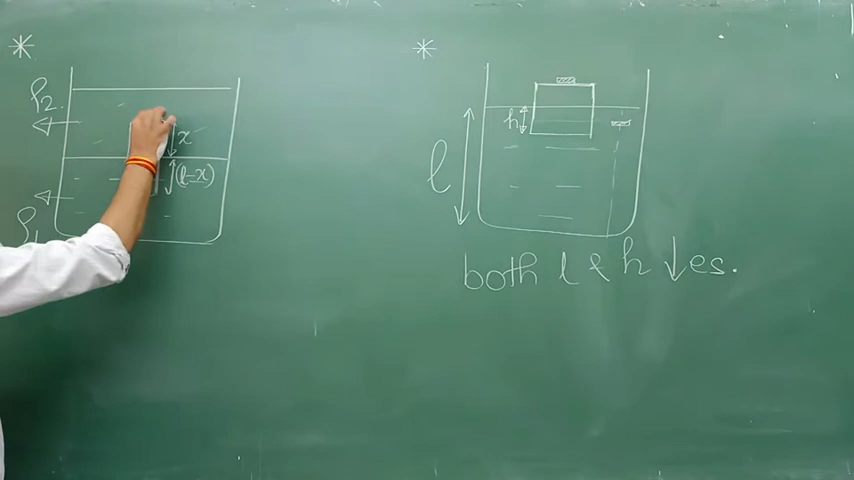 *
ρ2.
x
(l-x)
ρ1
*
h
l
both l & h ↓es.